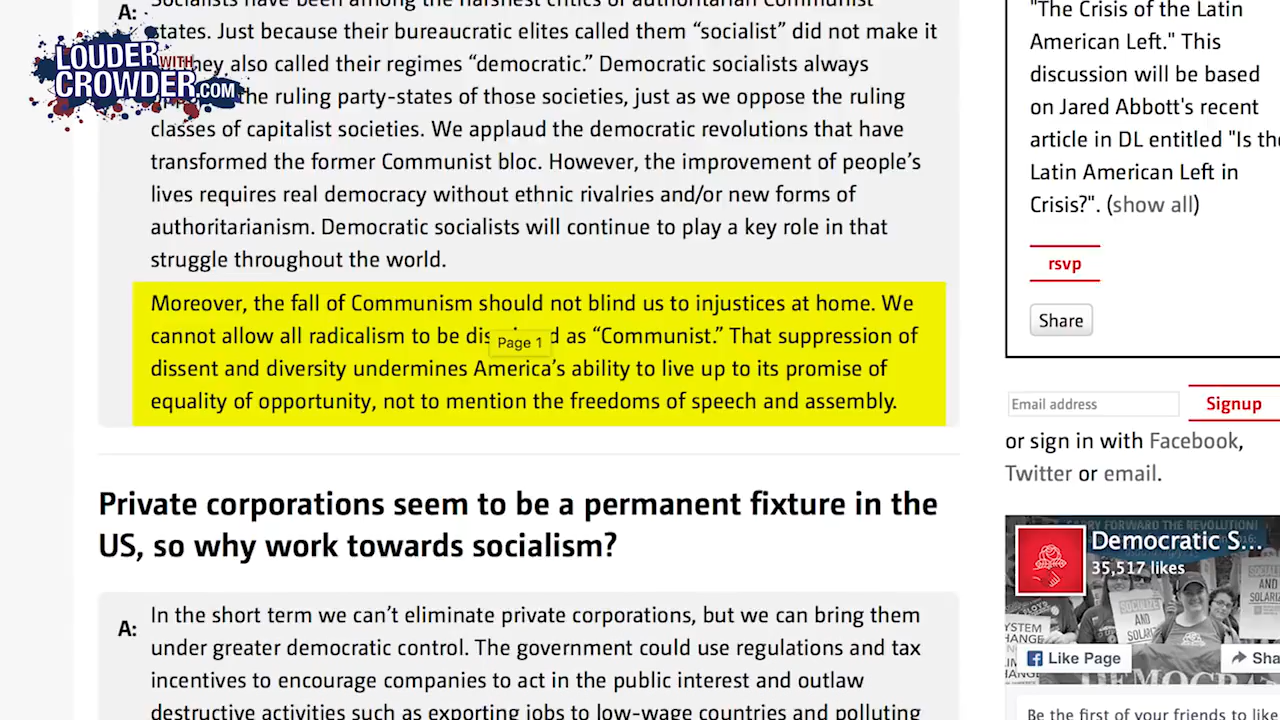 Socialists have been among the harshest critics of authoritarian Communist
A:
states. Just because their bureaucratic elites called them “socialist” did not make it
they also called their regimes “democratic.” Democratic socialists always
the ruling party-states of those societies, just as we oppose the ruling
classes of capitalist societies. We applaud the democratic revolutions that have
transformed the former Communist bloc. However, the improvement of people’s
lives requires real democracy without ethnic rivalries and/or new forms of
authoritarianism. Democratic socialists will continue to play a key role in that
struggle throughout the world.
Moreover, the fall of Communism should not blind us to injustices at home. We
cannot allow all radicalism to be as “Communist.” That suppression of
dissent and diversity undermines America’s ability to live up to its promise of
equality of opportunity, not to mention the freedoms of speech and assembly.
Page 1
Private corporations seem to be a permanent fixture in the
US, so why work towards socialism?
A:
In the short term we can’t eliminate private corporations, but we can bring them
under greater democratic control. The government could use regulations and tax
incentives to encourage companies to act in the public interest and outlaw
destructive activities such as exporting jobs to low-wage countries and polluting
LOUDER WITH
CROWDER.COM
"The Crisis of the Latin
American Left." This
discussion will be based
on Jared Abbott's recent
article in DL entitled "Is the
Latin American Left in
Crisis?". (show all)
rsvp
Share
Email address
Signup
or sign in with Facebook,
Twitter or email.
CARRY FORWARD THE REVOLUTION!
Democratic S...
35,517 likes
SOCIALIZE
AND
SOLAR
SYSTEM
CHANGE
Like Page
Sha
DEMOCRA
Be the first of your friends to like